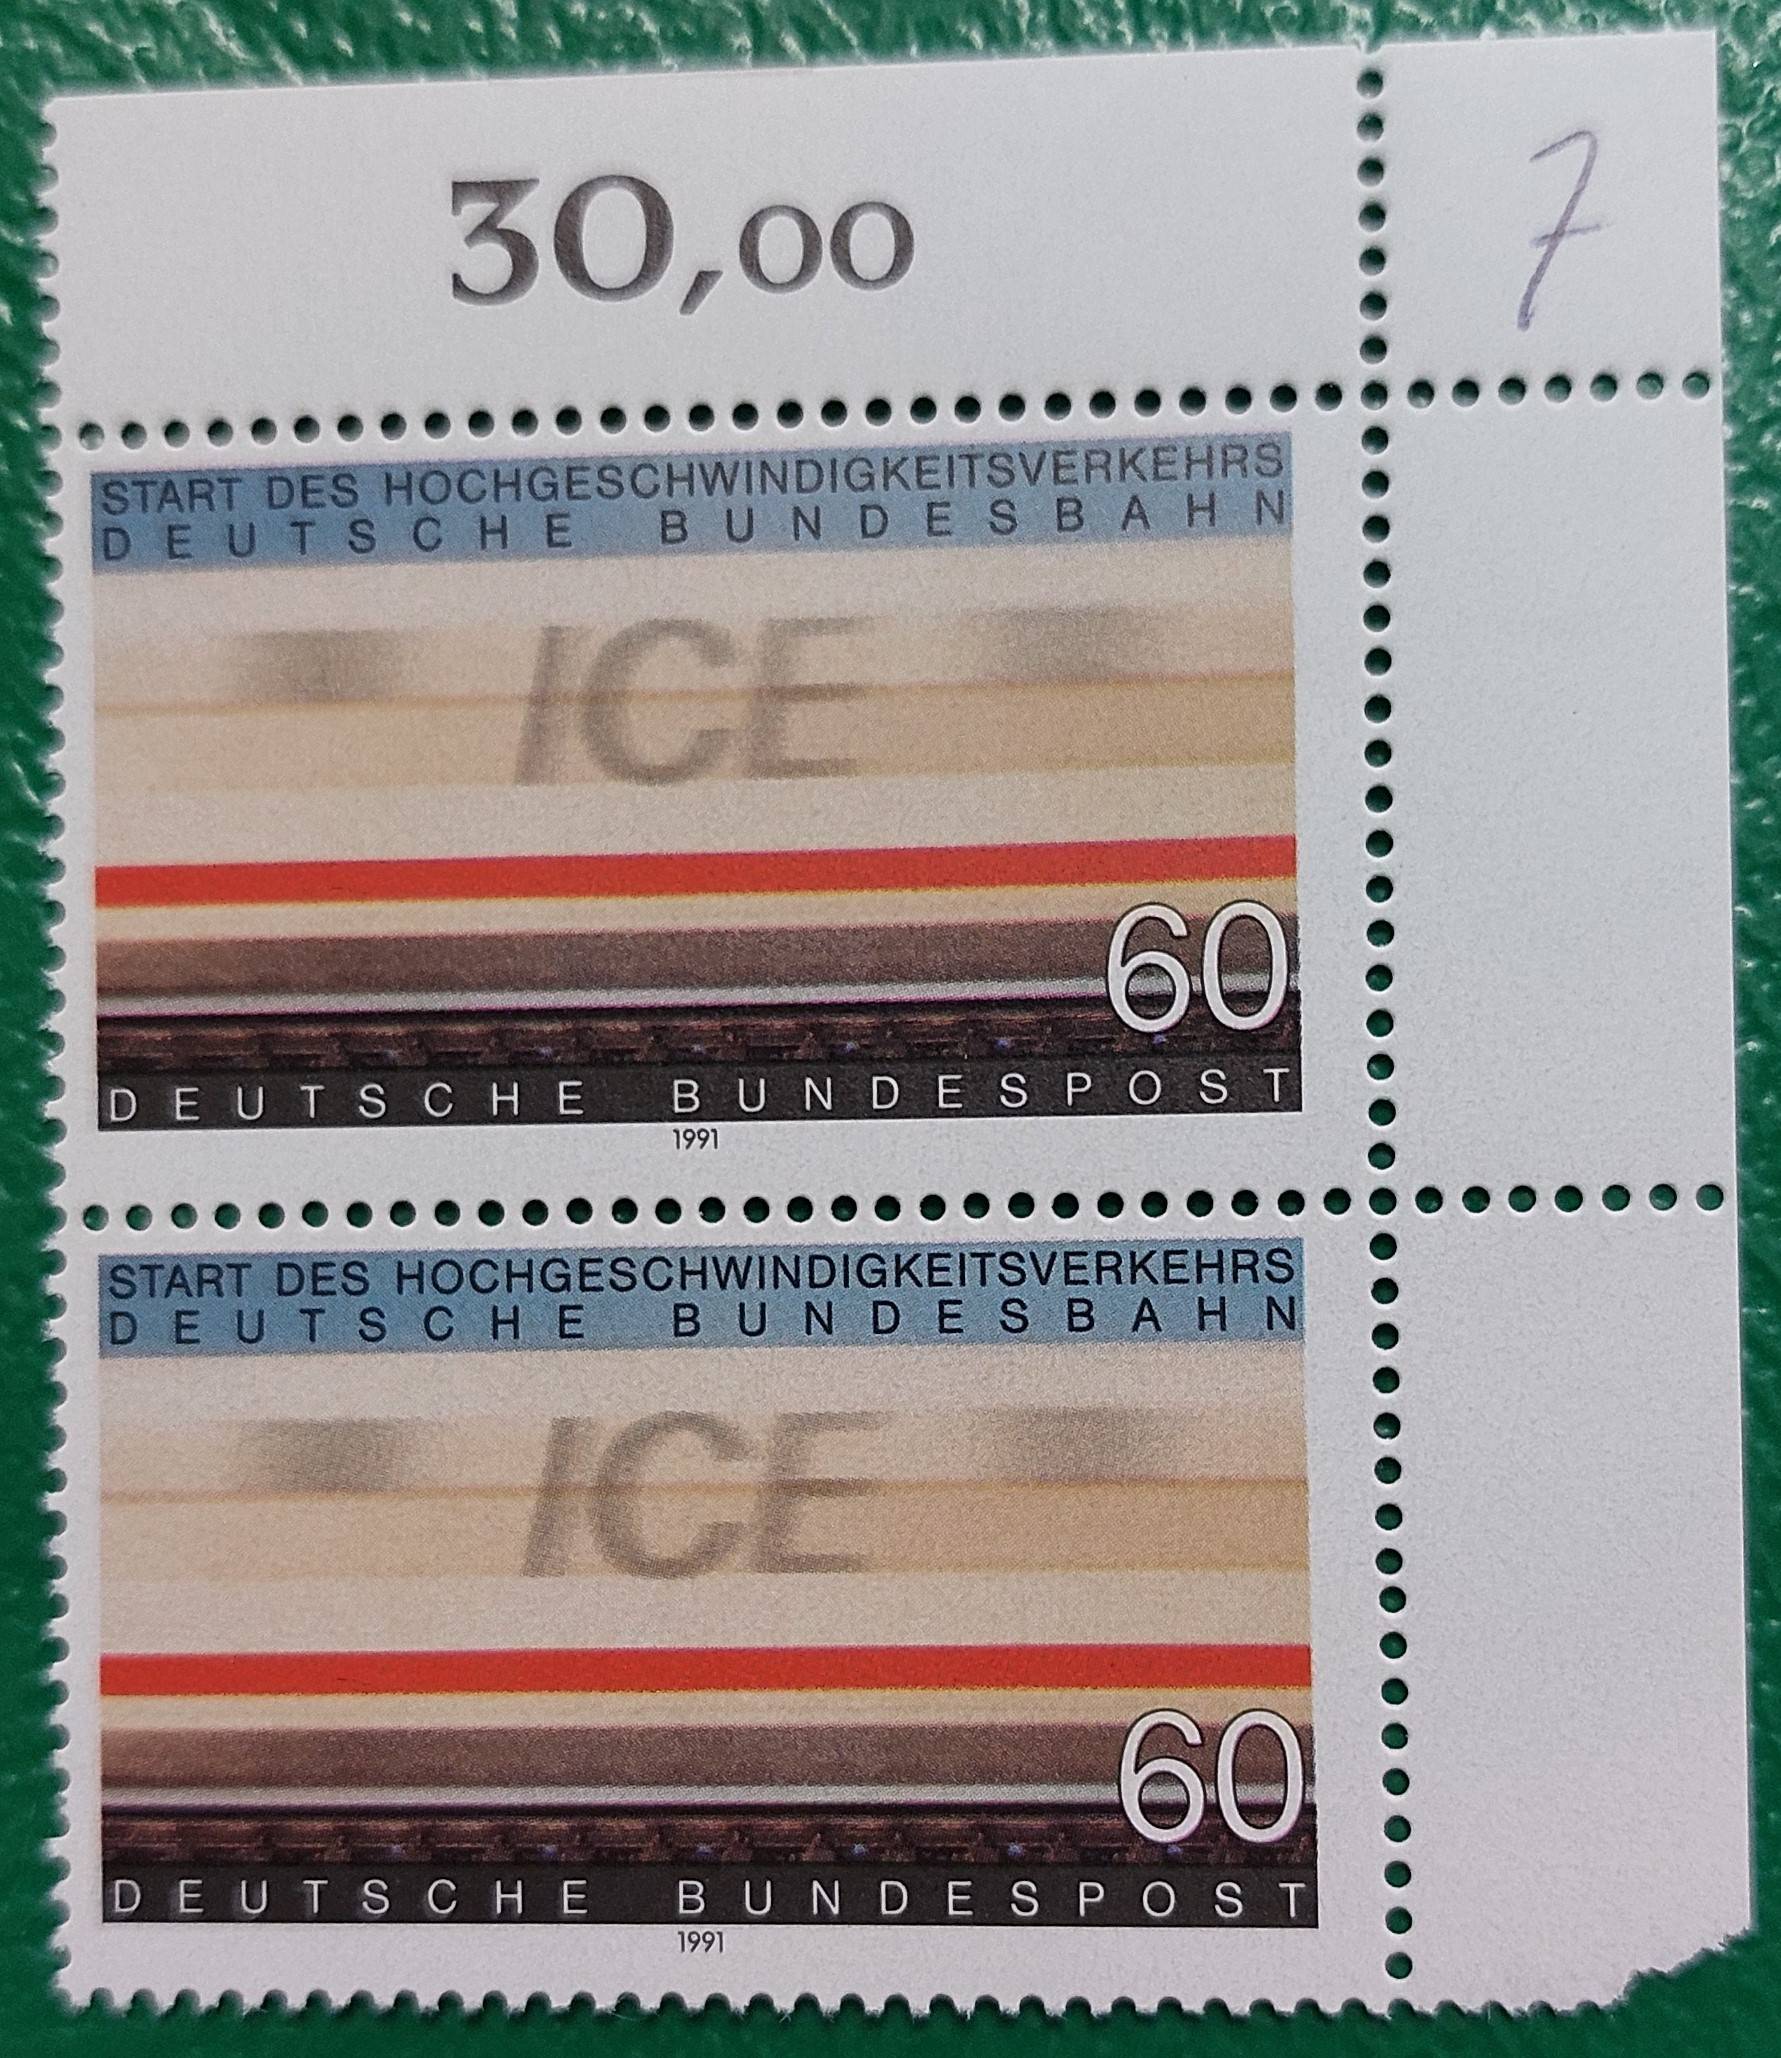 30,00
7
START DES HOCHGESCHWINDIGKEITSVERKEHRS
DEUTSCHE BUNDESBAHN
ICE
60
DEUTSCHE BUNDESPOST
1991
START DES HOCHGESCHWINDIGKEITSVERKEHRS
DEUTSCHE BUNDESBAHN
ICE
60
DEUTSCHE BUNDESPOST
1991